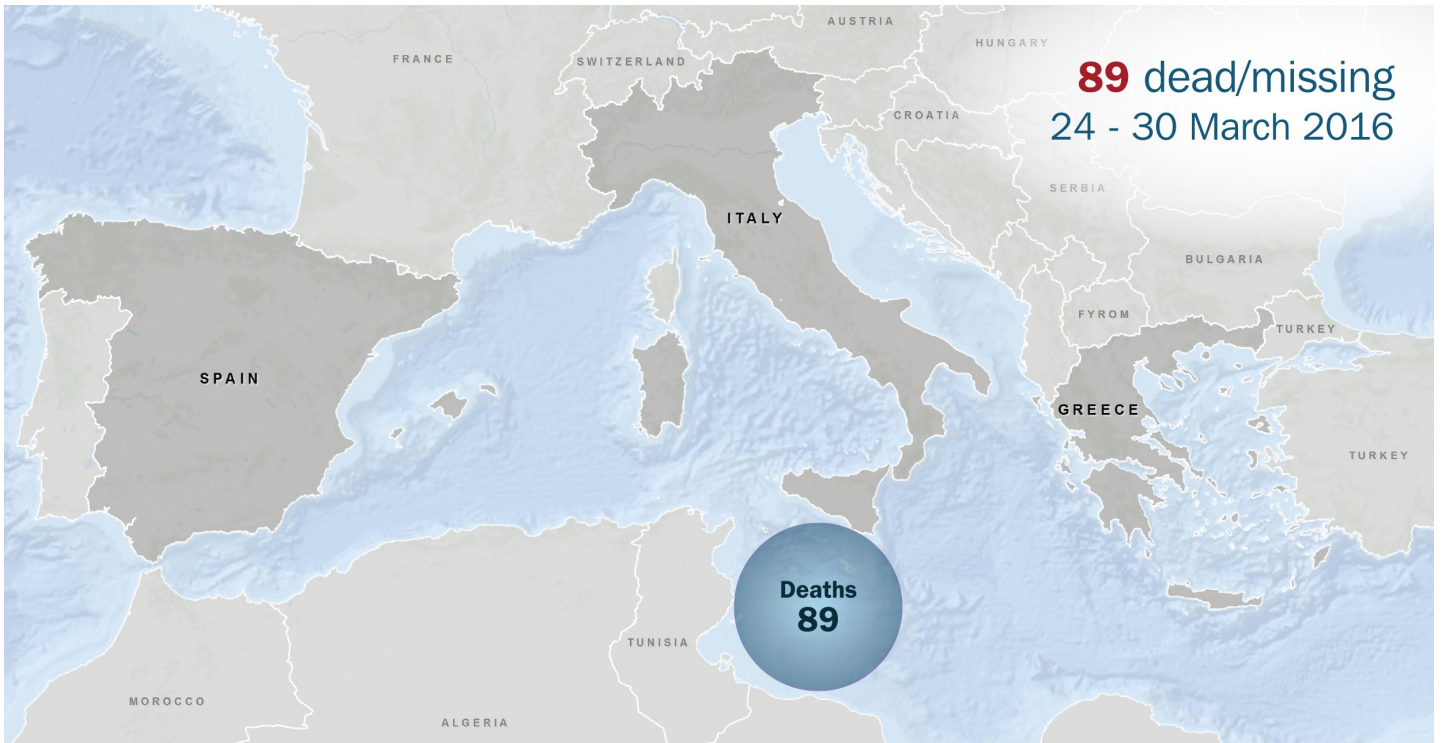 AUSTRIA
FRANCE
HUNGARY
SWITZERLAND
89 dead/missing
24 - 30 March 2016
CROATIA
SERBIA
ITALY
BULGARIA
FYROM
TURKEY
SPAIN
GREECE
TURKEY
Deaths
89
TUNISIA
MOROCCO
ALGERIA